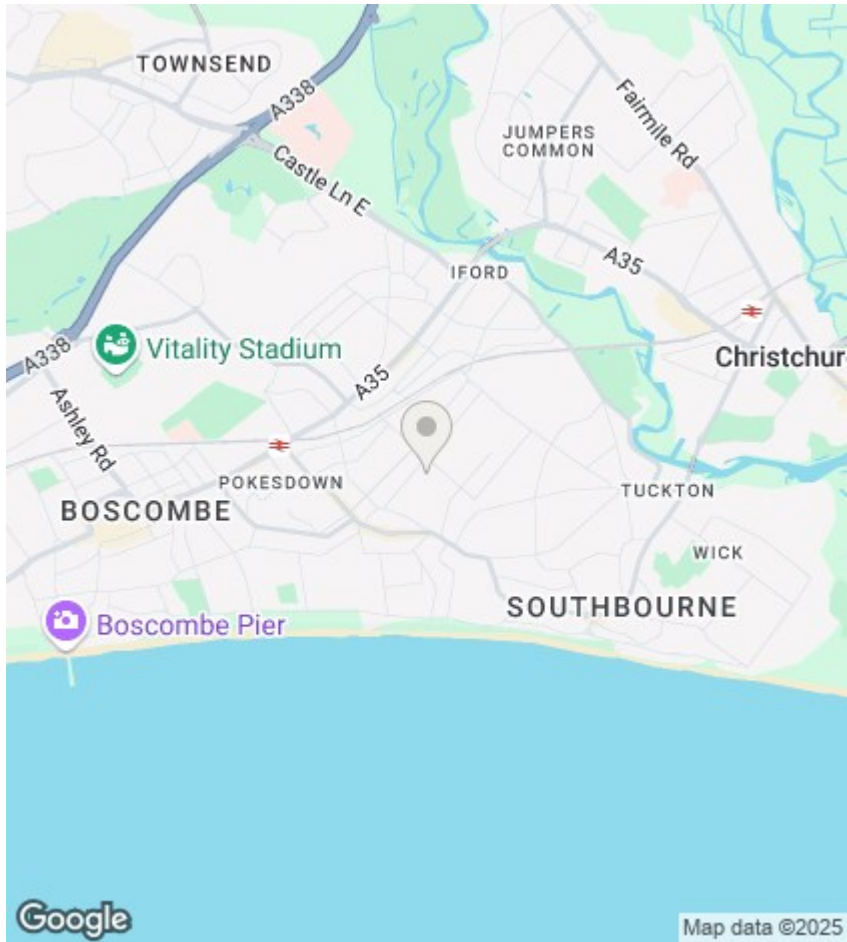 TOWNSEND
A338
Castle Ln E
JUMPERS
COMMON
Fairmile Rd
IFORD
A35
A338
Vitality Stadium
Christchur
Ashley Rd
A35
POKESDOWN
BOSCOMBE
TUCKTON
WICK
SOUTHBOURNE
Boscombe Pier
Google
Map data ©2025